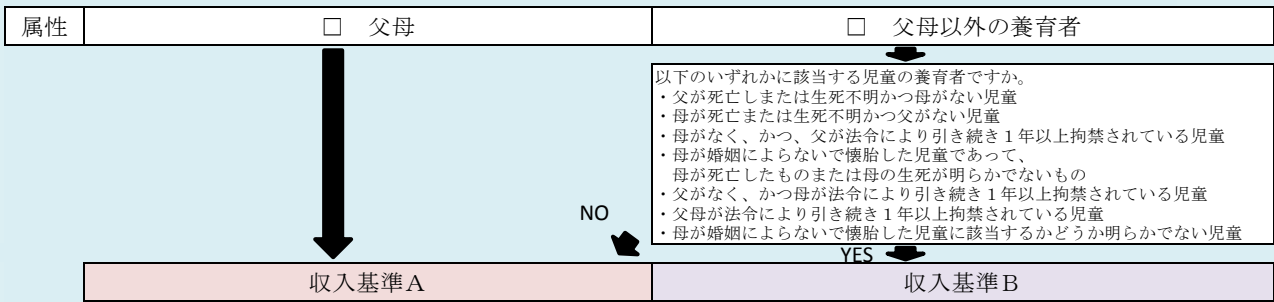 属性
□ 父母
□ 父母以外の養育者
以下のいずれかに該当する児童の養育者ですか。
・父が死亡しまたは生死不明かつ母がない児童
・母が死亡または生死不明かつ父がない児童
・母がなく、かつ、父が法令により引き続き１年以上拘禁されている児童
・母が婚姻によらないで懐胎した児童であって、
母が死亡したものまたは母の生死が明らかでないもの
・父がなく、かつ母が法令により引き続き１年以上拘禁されている児童
・父母が法令により引き続き１年以上拘禁されている児童
・母が婚姻によらないで懐胎した児童に該当するかどうか明らかでない児童
NO
YES
収入基準A
収入基準B